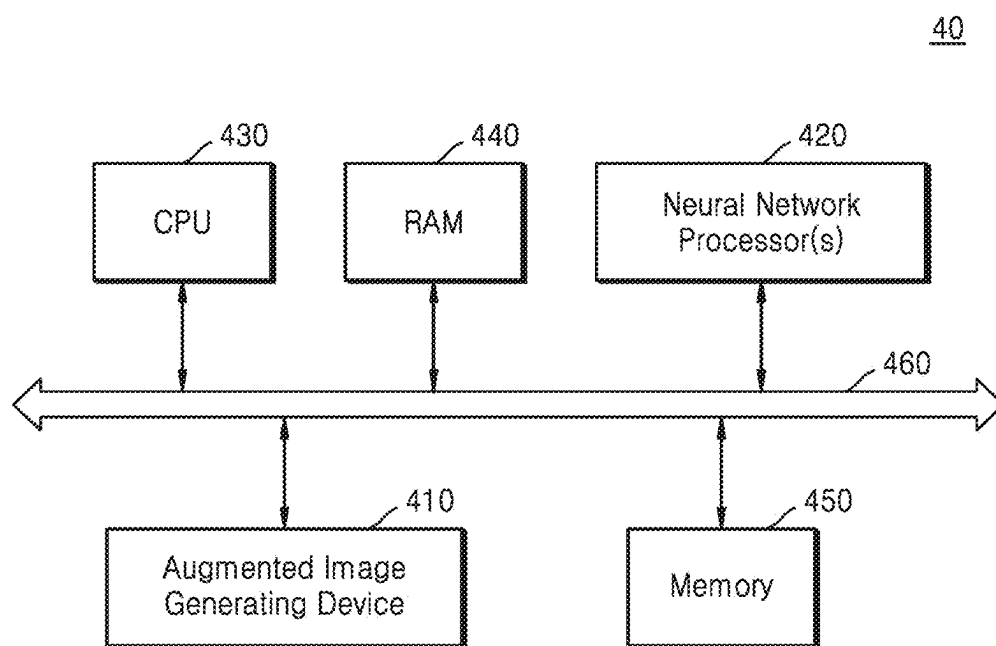 40
430
440
420
CPU
RAM
Neural Network
Processor(s)
460
410
450
Augmented Image
Generating Device
Memory